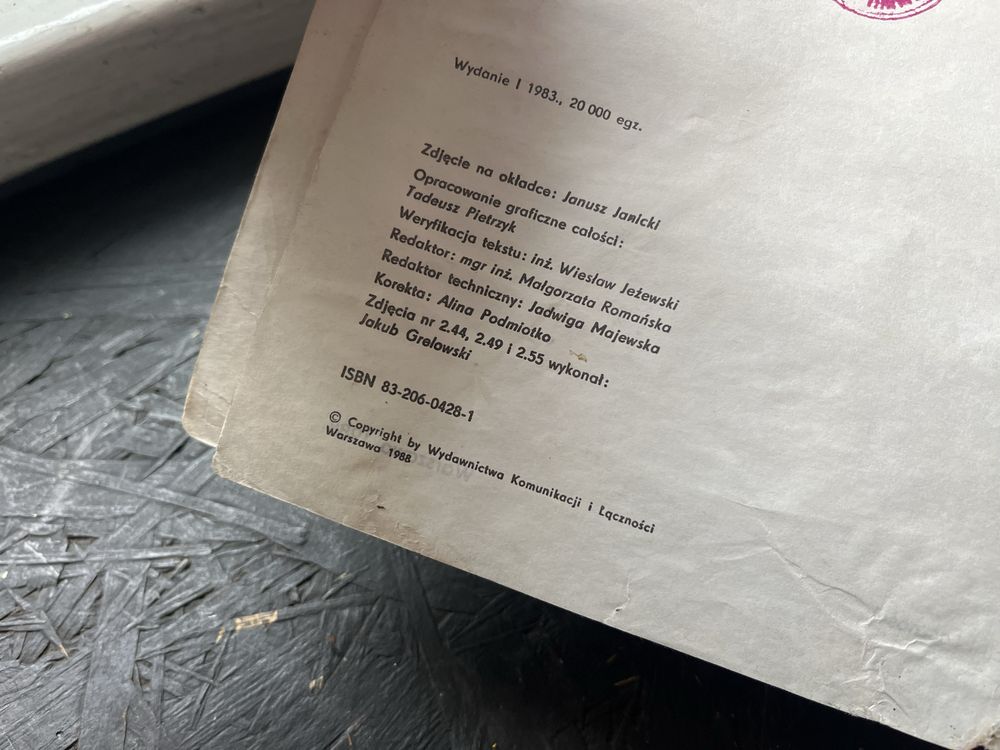 Wydanie I 1983., 20 000 egz.
Zdjęcie na okładce: Janusz Janicki
Opracowanie graficzne całości:
Tadeusz Pietrzyk
Weryfikacja tekstu: inż. Wiesław Jeżewski
Redaktor: mgr inż. Małgorzata Romańska
Redaktor techniczny: Jadwiga Majewska
Korekta: Alina Podmiotko
Zdjęcia nr 2.44, 2.49 i 2.55 wykonał:
Jakub Grelowski
ISBN 83-206-0428-1
© Copyright by Wydawnictwa Komunikacji i Łączności
Warszawa 1988